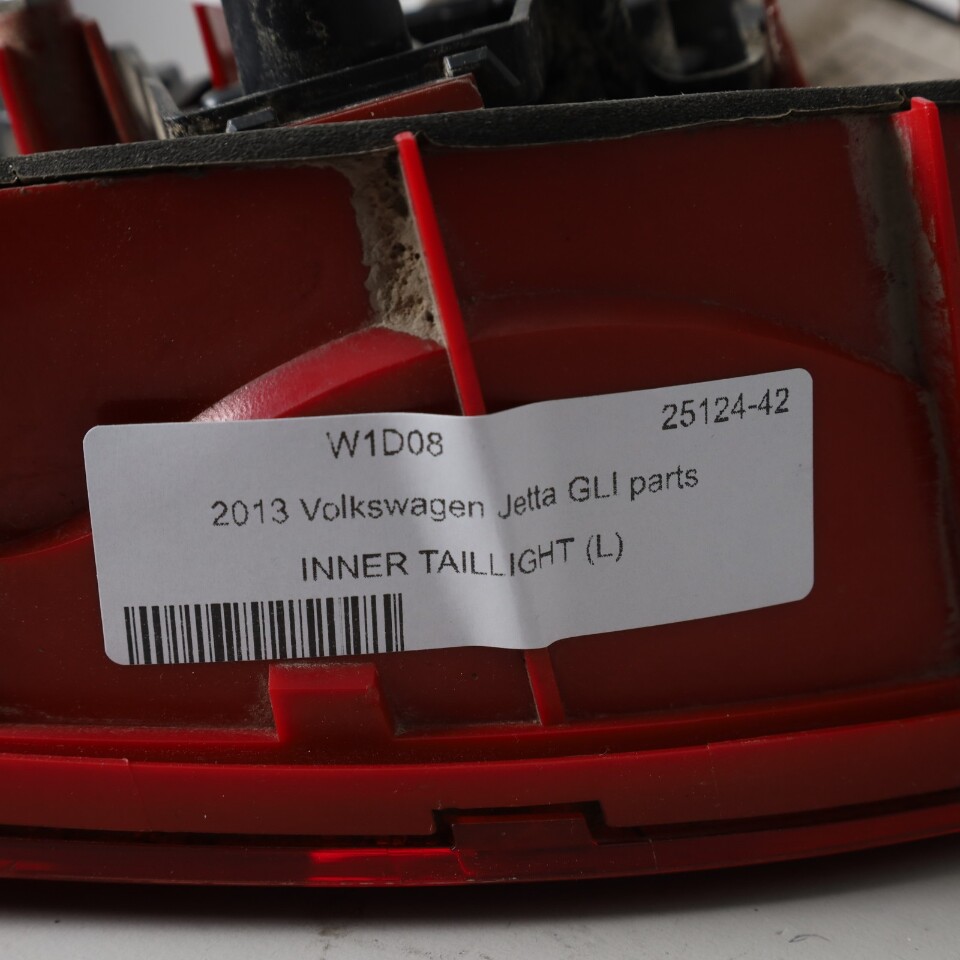 W1D08
25124-42
2013 Volkswagen Jetta GLI parts
INNER TAILLIGHT (L)